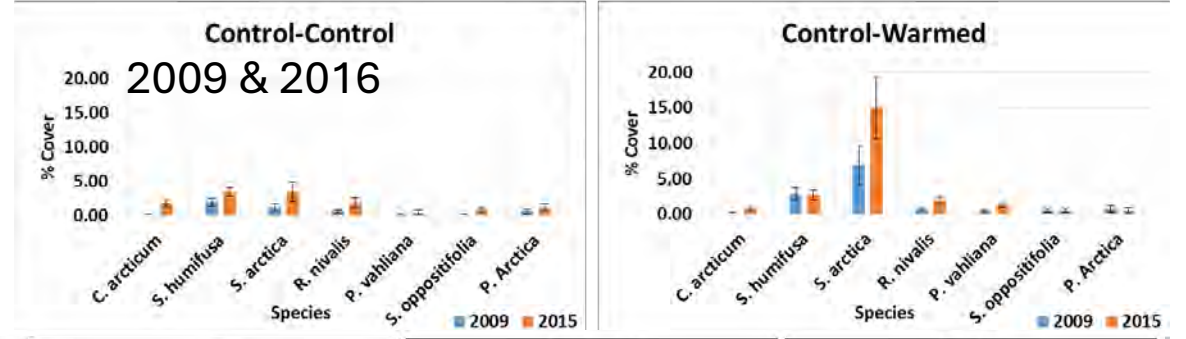 Control-Control
2009 & 2016
20.00
15.00
10.00
5.00
0.00
% Cover
C. arcticum
S. humifusa
S. arctica
R. nivalis
P. vahliana
S. oppositifolia
P. Arctica
Species
2009 2015
Control-Warmed
20.00
15.00
10.00
5.00
0.00
% Cover
C. arcticum
S. humifusa
S. arctica
R. nivalis
P. vahliana
S. oppositifolia
P. Arctica
Species
2009 2015